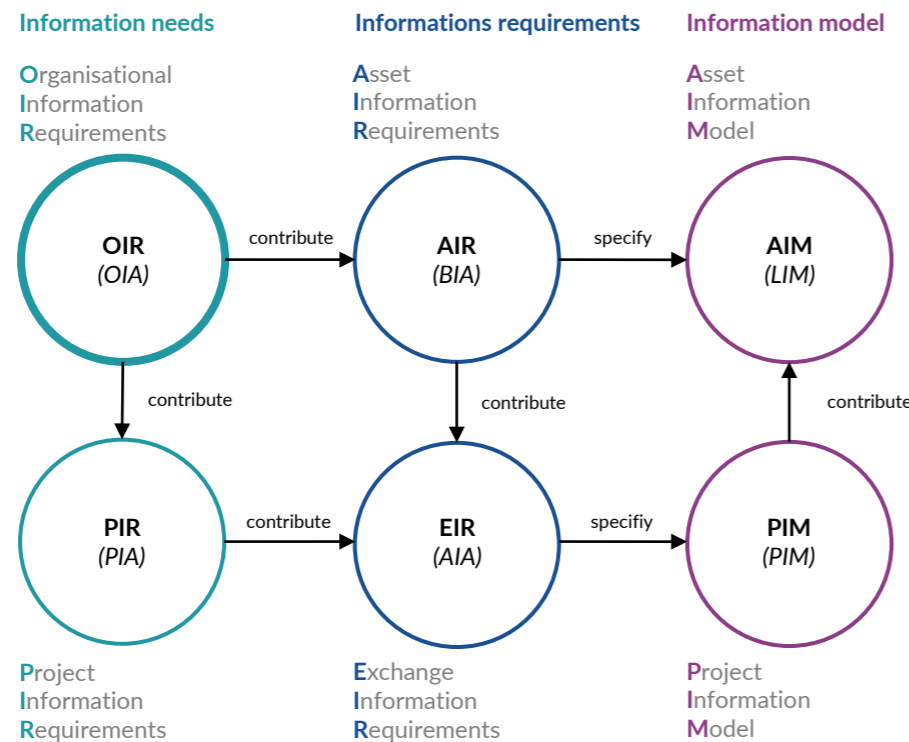 Information needs
Informations requirements
Information model
Organisational
Information
Requirements
Asset
Information
Requirements
Asset
Information
Model
OIR
(OIA)
contribute
AIR
(BIA)
specify
AIM
(LIM)
contribute
contribute
contribute
PIR
(PIA)
contribute
EIR
(AIA)
specifiy
PIM
(PIM)
Project
Information
Requirements
Exchange
Information
Requirements
Project
Information
Model